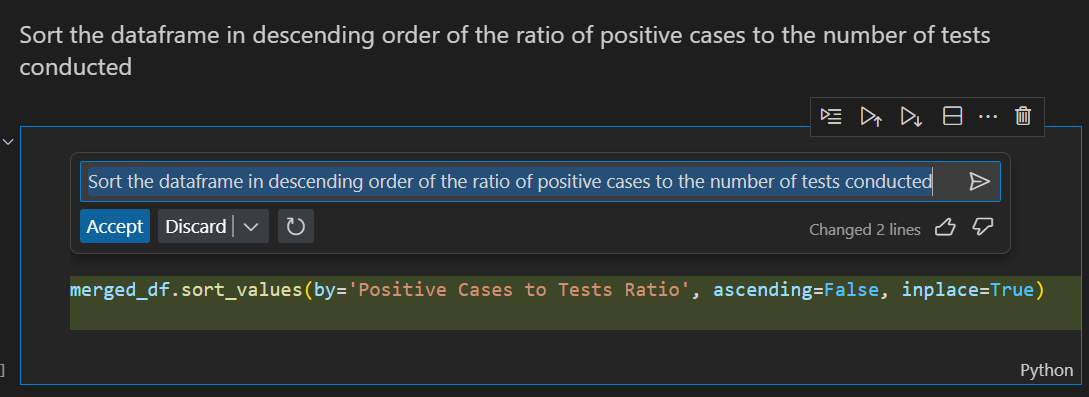 Sort the dataframe in descending order of the ratio of positive cases to the number of tests
conducted
Sort the dataframe in descending order of the ratio of positive cases to the number of tests conducted
Accept Discard
Changed 2 lines
merged_df.sort_values(by='Positive Cases to Tests Ratio', ascending=False, inplace=True)
]
Python